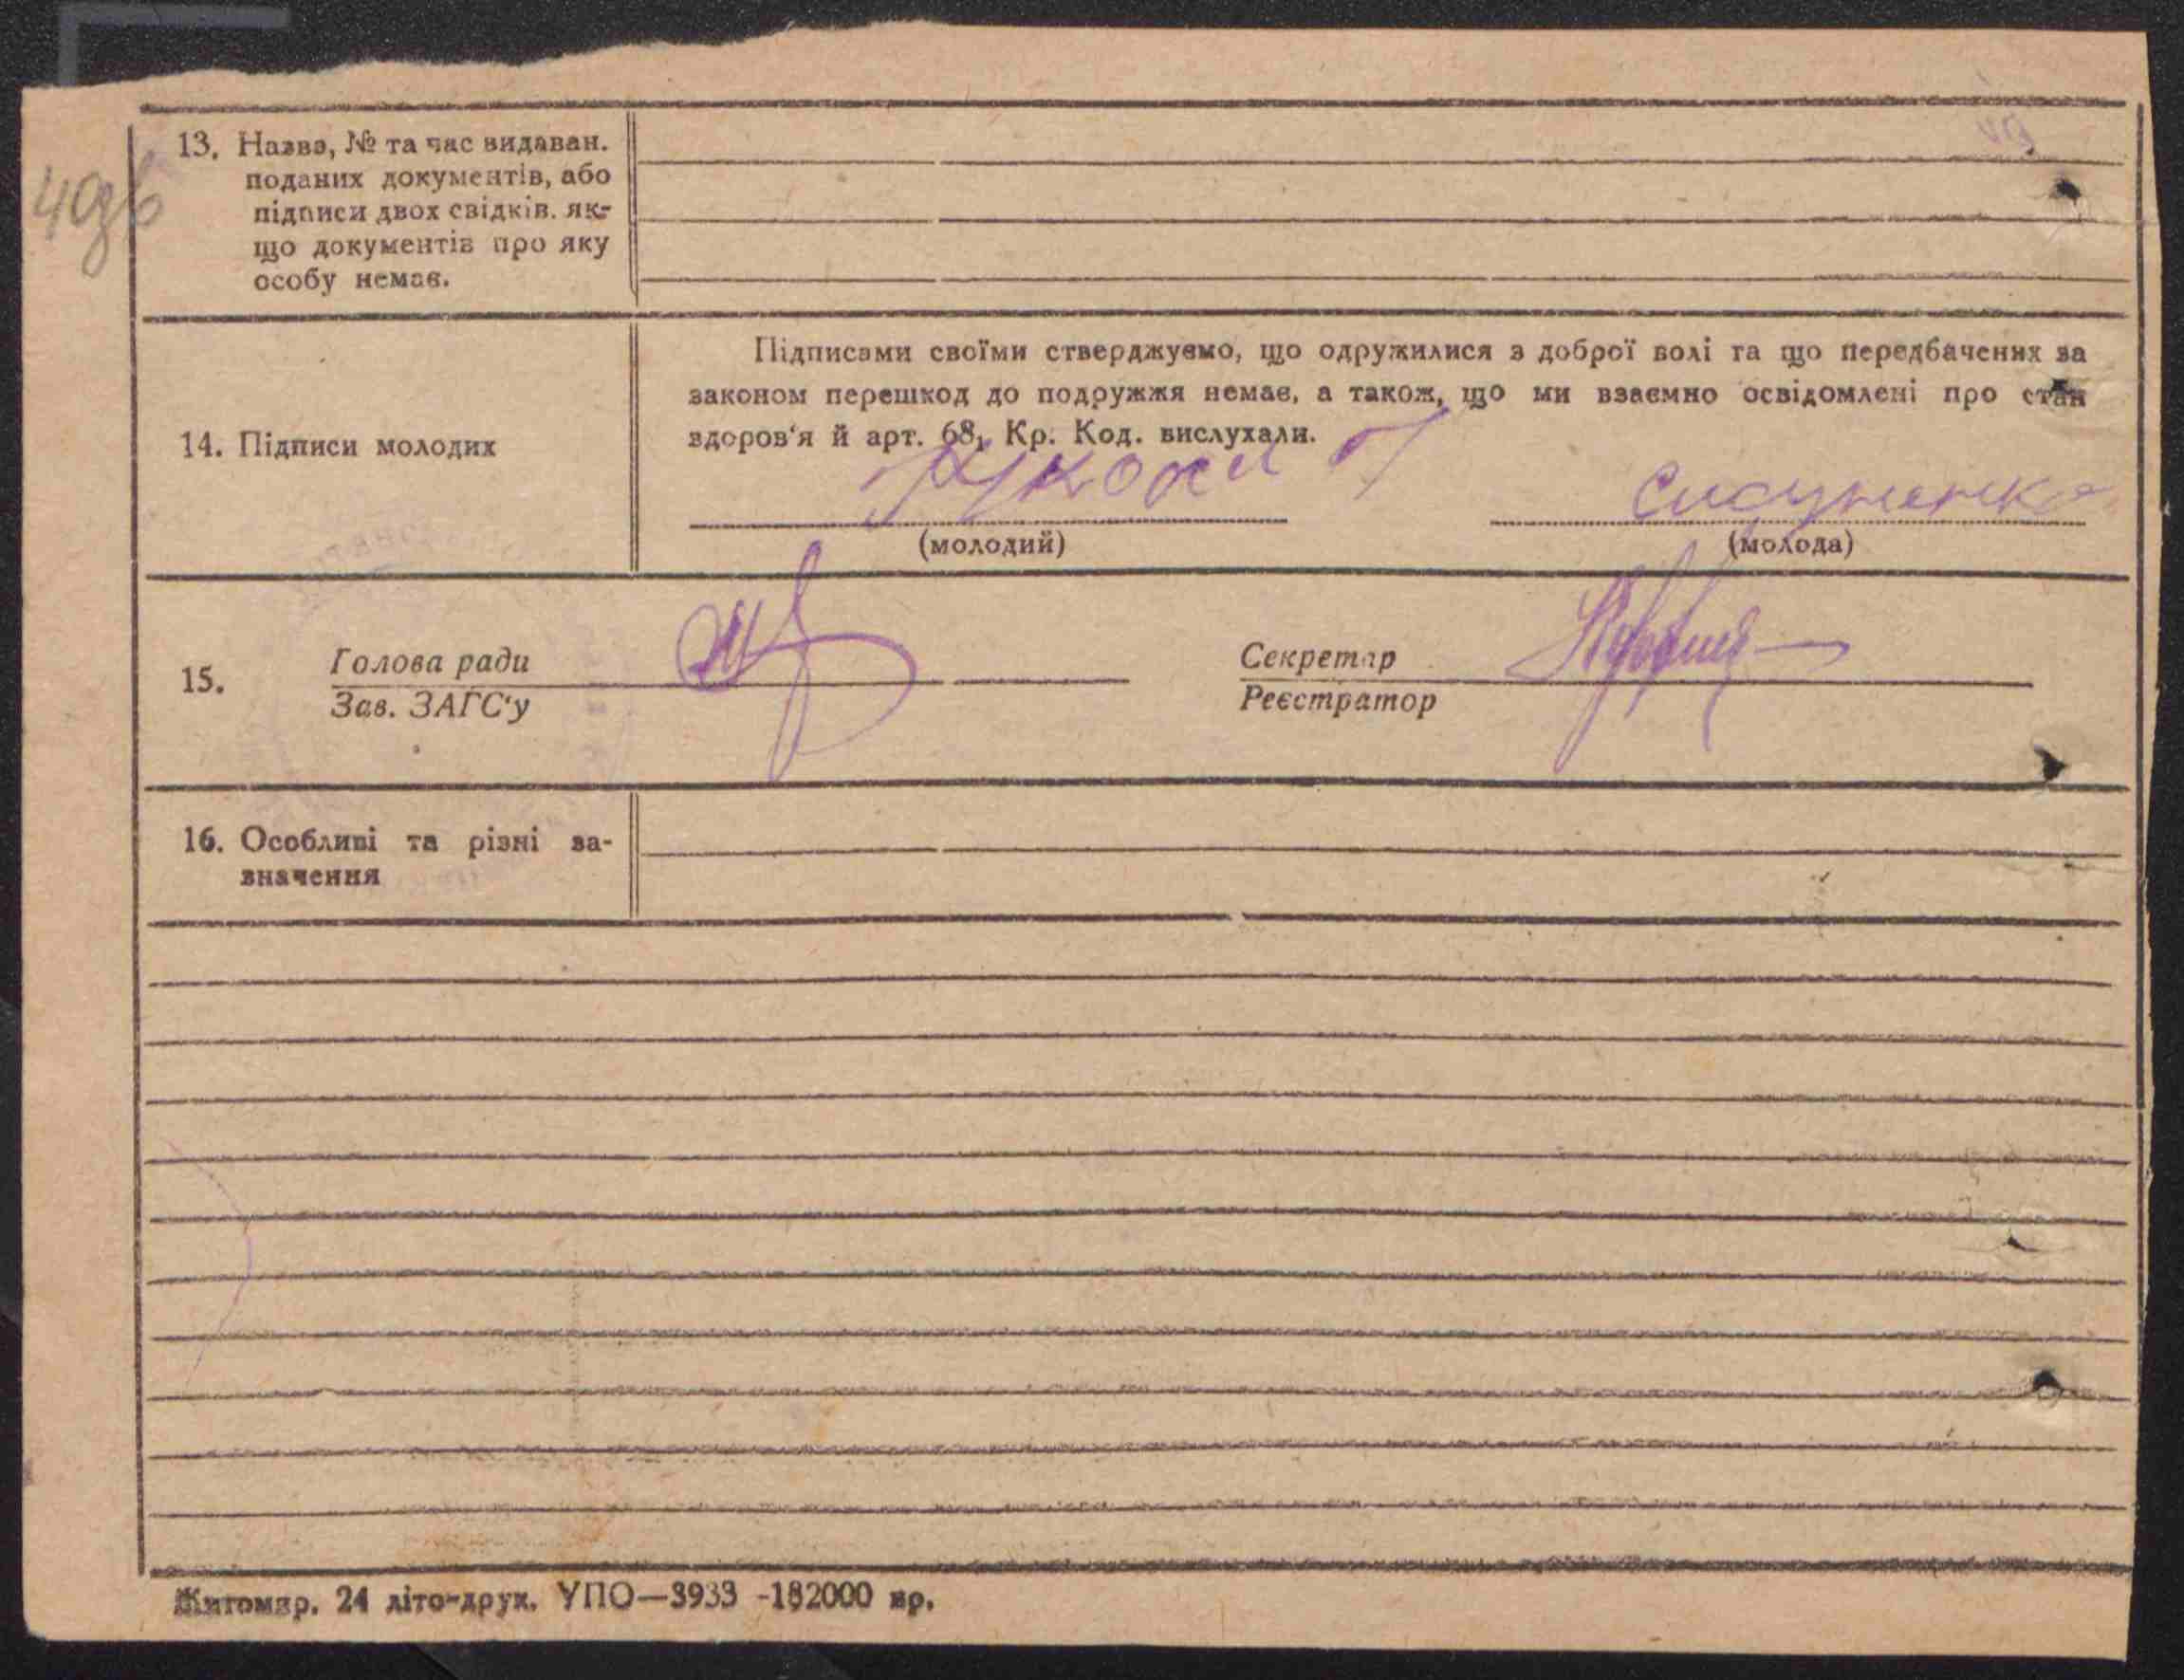 13. Назва, № та час видаван.
поданих документів, або
підписи двох свідків. як-
що документів про яку
особу немає.
40зв
14. Підписи молодих
Підписами своїми стверджуємо, що одружилися з доброї волі та що передбачених за
законом перешкод до подружжя немає, а також, що ми взаємно освідомлені про стан
здоров'я й арт. 68, Кр. Код. вислухали.
(молодий)
(молода)
15.
Голова ради
Зав. ЗАГС'у
Секретар
Реєстратор
16. Особливі та різні за-
значення
Житомир. 24 літо-друк. УПО—3933 -182000 пр.